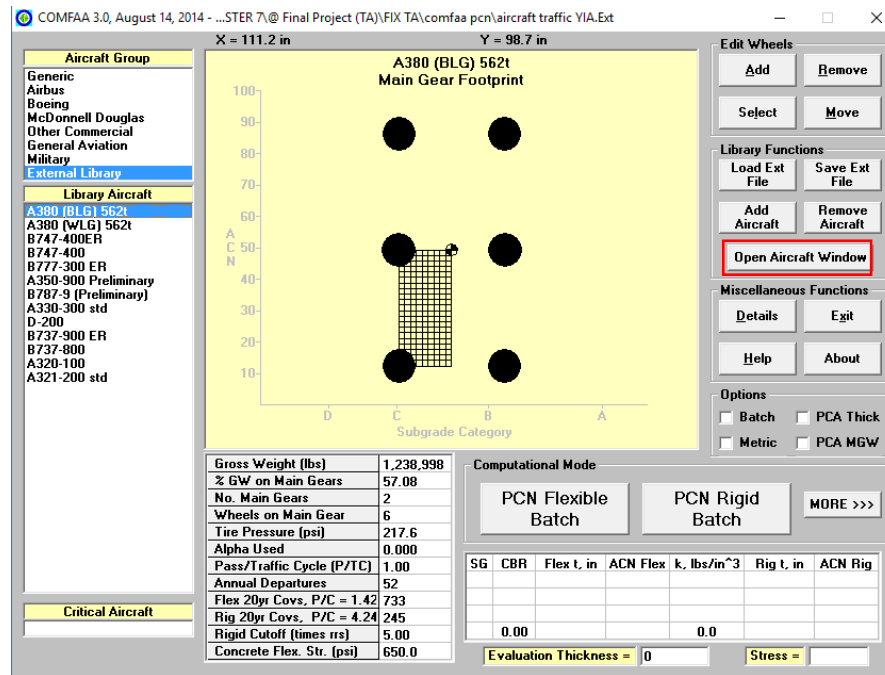 COMFAA 3.0, August 14, 2014 - ...STER 7\@ Final Project (TA)\FIX TA\comfaa pcn\aircraft traffic YIA.Ext
X = 111.2 in
Y = 98.7 in
Aircraft Group
Generic
Airbus
Boeing
McDonnell Douglas
Other Commercial
General Aviation
Military
External Library
Library Aircraft
A380 (BLG) 562t
A380 (WLG) 562t
B747-400ER
B747-400
B777-300 ER
A350-900 Preliminary
B787-9 (Preliminary)
A330-300 std
D-200
B737-900 ER
B737-800
A320-100
A321-200 std
Critical Aircraft
A380 (BLG) 562t
Main Gear Footprint
100-
90-
80-
70-
60-
50-
40-
30-
20-
10-
A
C
N
D C B A
Subgrade Category
Gross Weight (lbs) 1,238,998
% GW on Main Gears 57.08
No. Main Gears 2
Wheels on Main Gear 6
Tire Pressure (psi) 217.6
Alpha Used 0.000
Pass/Traffic Cycle (P/TC) 1.00
Annual Departures 52
Flex 20yr Covs, P/C = 1.42 733
Rig 20yr Covs, P/C = 4.24 245
Rigid Cutoff (times rrs) 5.00
Concrete Flex. Str. (psi) 650.0
Edit Wheels
Add Remove
Select Move
Library Functions
Load Ext File
Save Ext File
Add Aircraft
Remove Aircraft
Open Aircraft Window
Miscellaneous Functions
Details Exit
Help About
Options
Batch PCA Thick
Metric PCA MGW
Computational Mode
PCN Flexible Batch
PCN Rigid Batch
MORE >>>
SG CBR Flex t, in ACN Flex k, lbs/in^3 Rig t, in ACN Rig
0.00 0.0
Evaluation Thickness = 0 Stress =